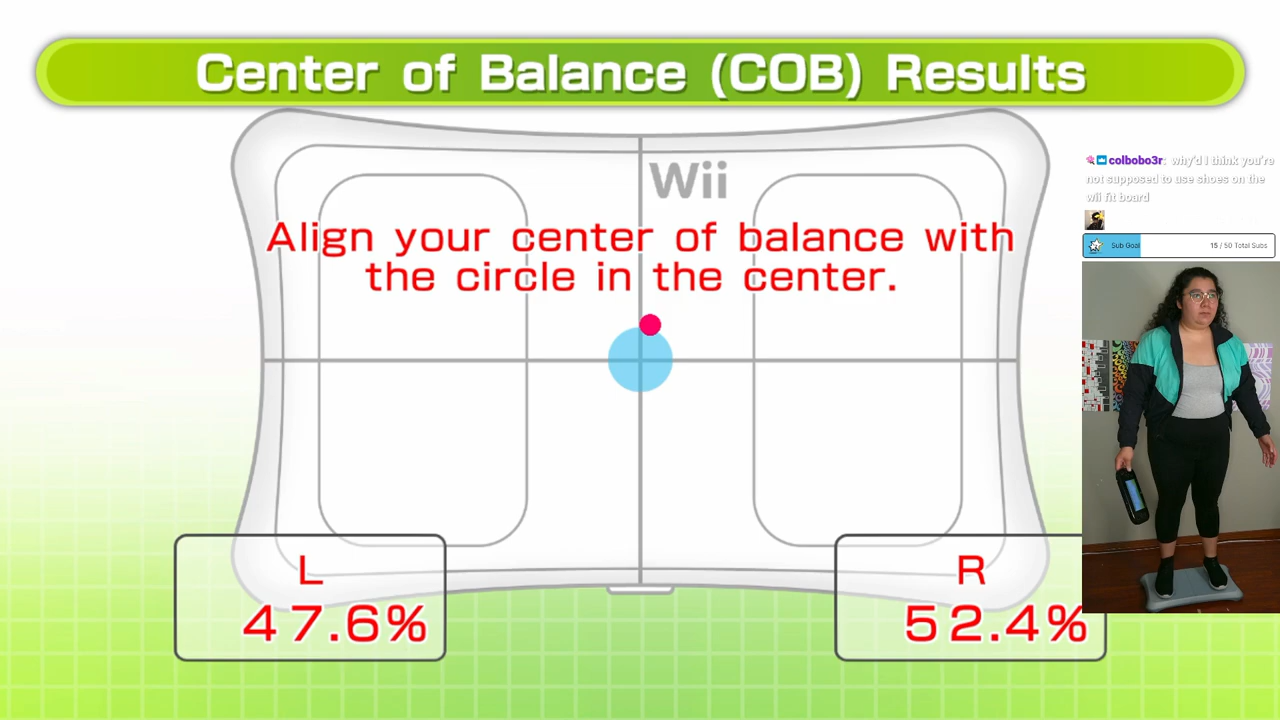 Center of Balance (COB) Results
Wii
Align your center of balance with
the circle in the center.
L
47.6%
R
52.4%
colbobo3r: why'd I think you're
not supposed to use shoes on the
wii fit board
Sub Goal
15 / 50 Total Subs